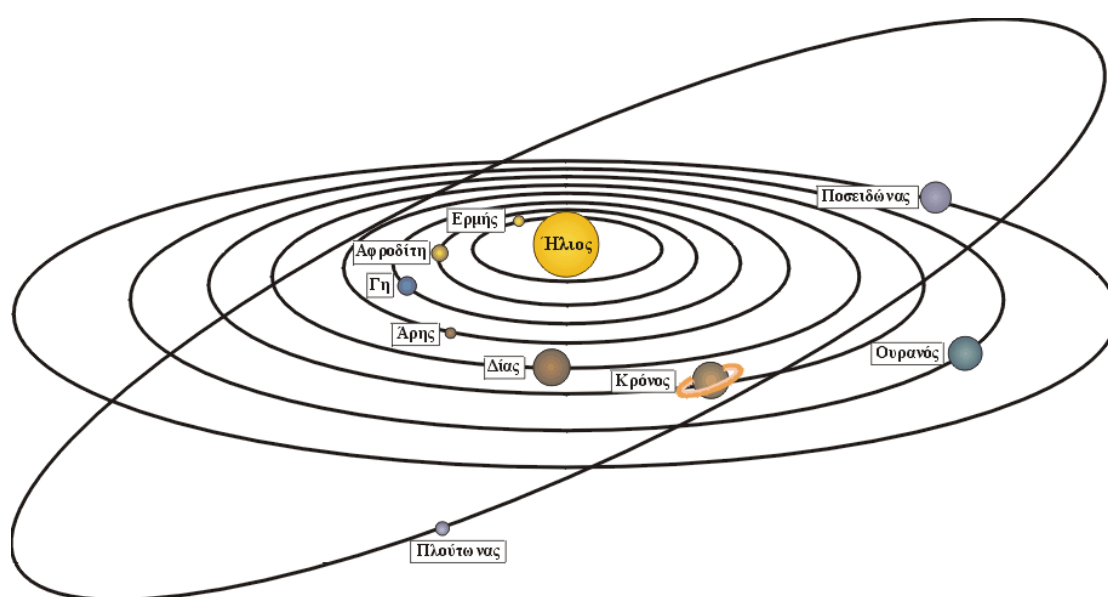 Ποσειδώνας
Ερμής
Ήλιος
Αφροδίτη
Γη
Άρης
Ουρανός
Δίας
Κρόνος
Πλούτωνας